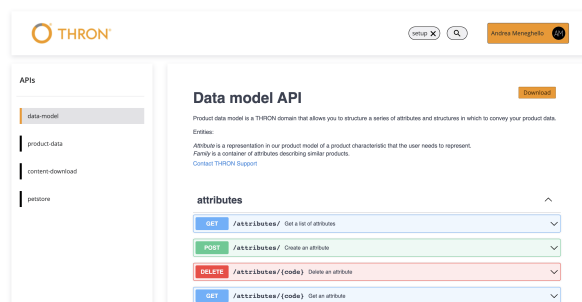 THRON
setup
Andrea Meneghello AM
APIs
data-model
product-data
content-download
petstore
Data model API
Download
Product data model is a THRON domain that allows you to structure a series of attributes and structures in which to convey your product data.
Entities:
Attribute is a representation in our product model of a product characteristic that the user needs to represent.
Family is a container of attributes describing similar products.
Contact THRON Support
attributes
GET /attributes/ Get a list of attributes
POST /attributes/ Create an attribute
DELETE /attributes/{code} Delete an attribute
GET /attributes/{code} Get an attribute